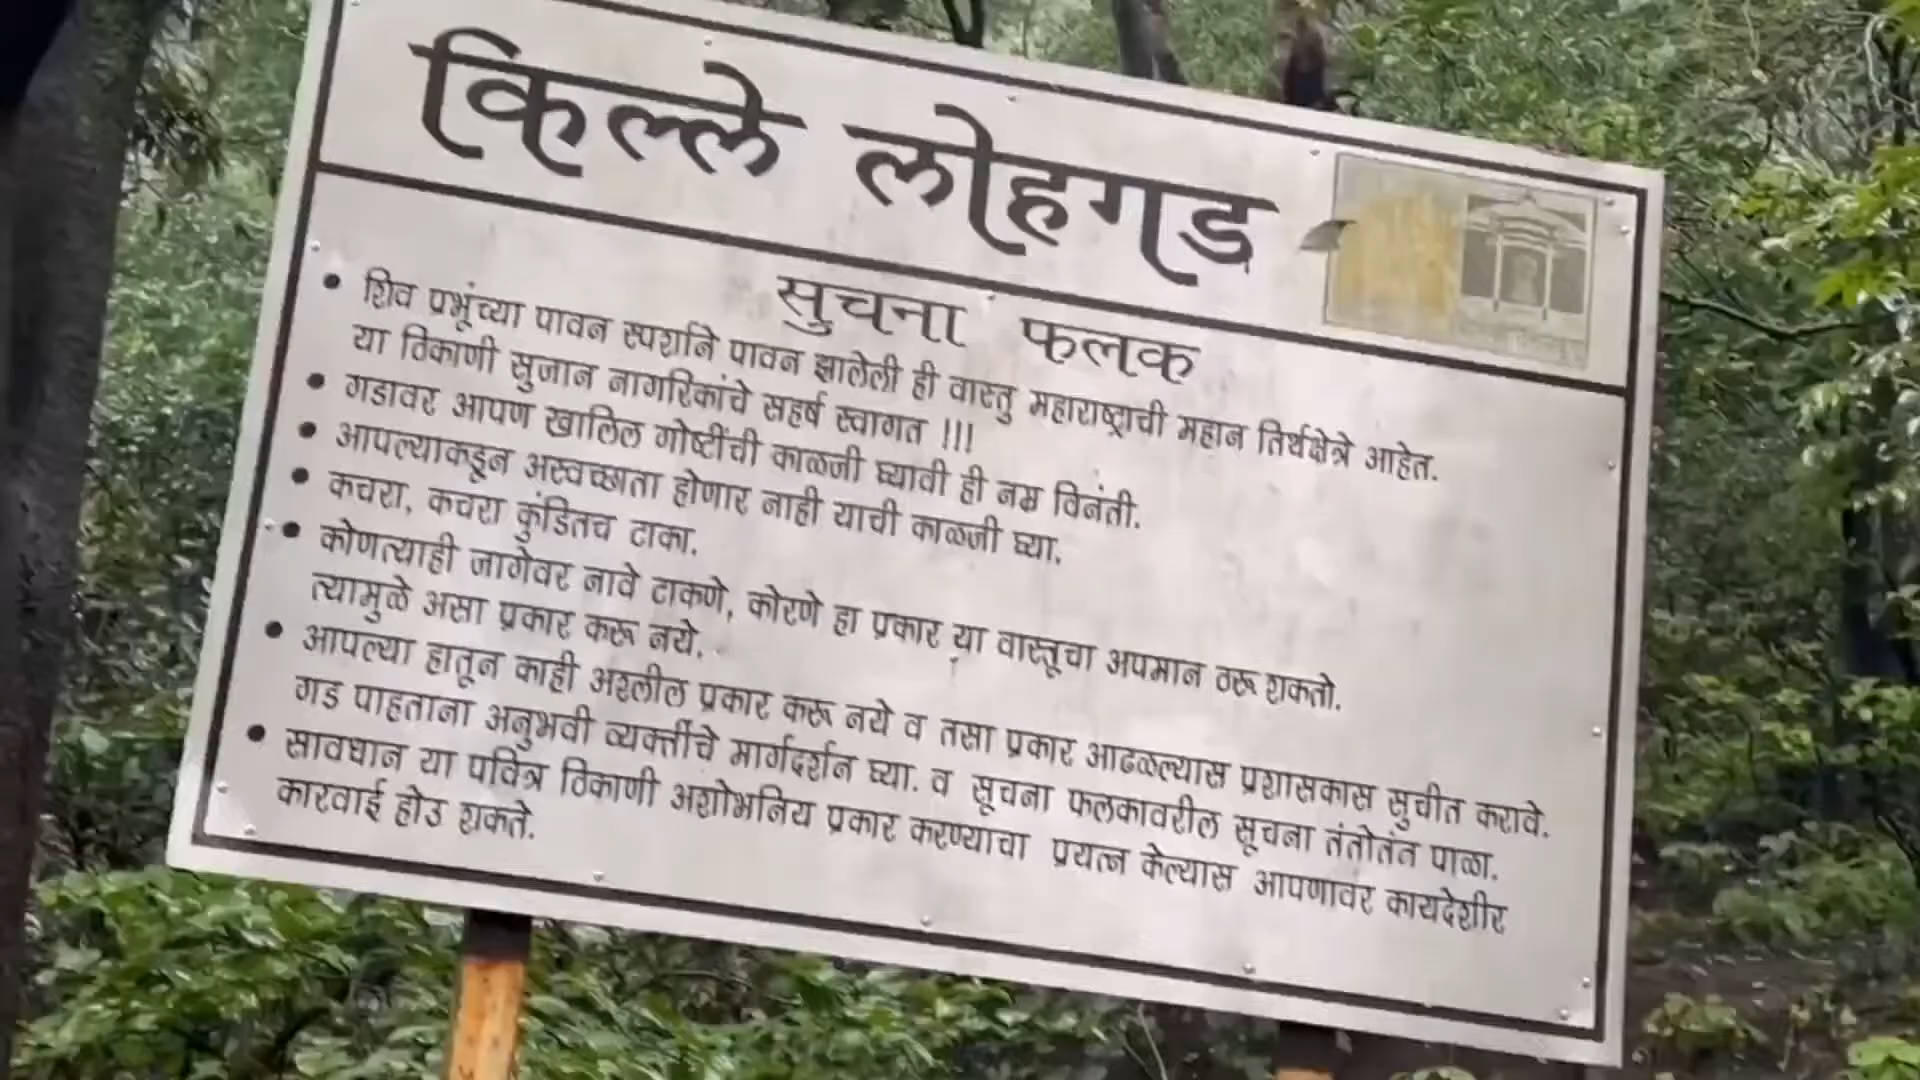 किल्ले लोहगड
सुचना फलक
• शिव प्रभूंच्या पावन स्पर्शाने पावन झालेली ही वास्तु महाराष्ट्राची महान तिर्थक्षेत्रे आहेत.
या ठिकाणी सुजान नागरिकांचे सहर्ष स्वागत !!!
• गडावर आपण खालिल गोष्टींची काळजी घ्यावी ही नम्र विनंती.
• आपल्याकडून अस्वच्छता होणार नाही याची काळजी घ्या.
• कचरा, कचरा कुंडितच टाका.
• कोणत्याही जागेवर नावे टाकणे, कोरणे हा प्रकार या वास्तूचा अपमान ठरू शकतो.
त्यामुळे असा प्रकार करू नये.
• आपल्या हातून काही अश्लील प्रकार करू नये व तसा प्रकार आढळल्यास प्रशासकास सुचीत करावे.
गड पाहताना अनुभवी व्यक्तींचे मार्गदर्शन घ्या. व सूचना फलकावरील सूचना तंतोतंत पाळा.
• सावधान या पवित्र ठिकाणी अशोभनिय प्रकार करण्याचा प्रयत्न केल्यास आपणावर कायदेशीर
कारवाई होउ शकते.